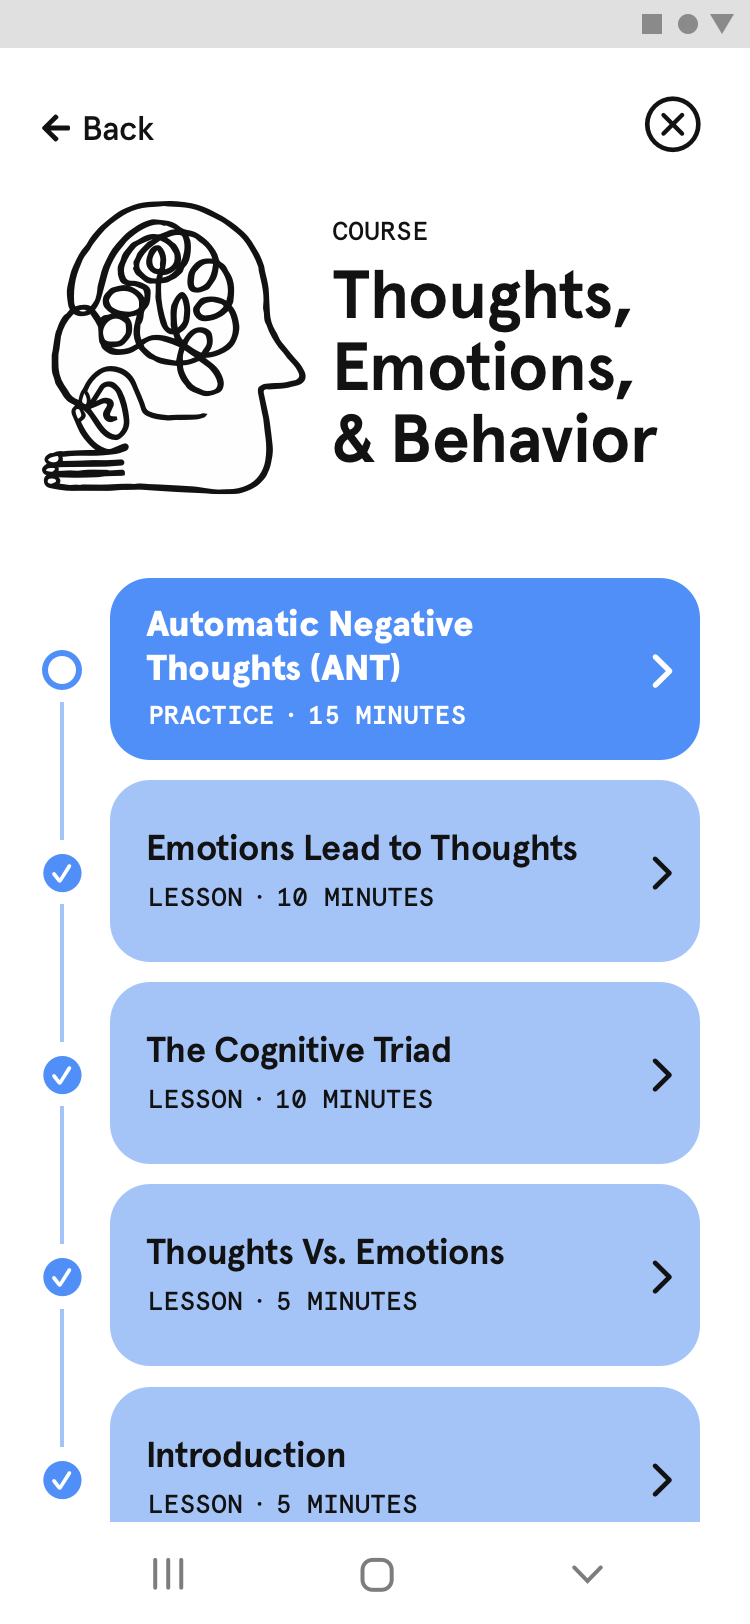 Back
COURSE
Thoughts,
Emotions,
& Behavior
Automatic Negative
Thoughts (ANT)
PRACTICE · 15 MINUTES
Emotions Lead to Thoughts
LESSON · 10 MINUTES
The Cognitive Triad
LESSON · 10 MINUTES
Thoughts Vs. Emotions
LESSON · 5 MINUTES
Introduction
LESSON · 5 MINUTES